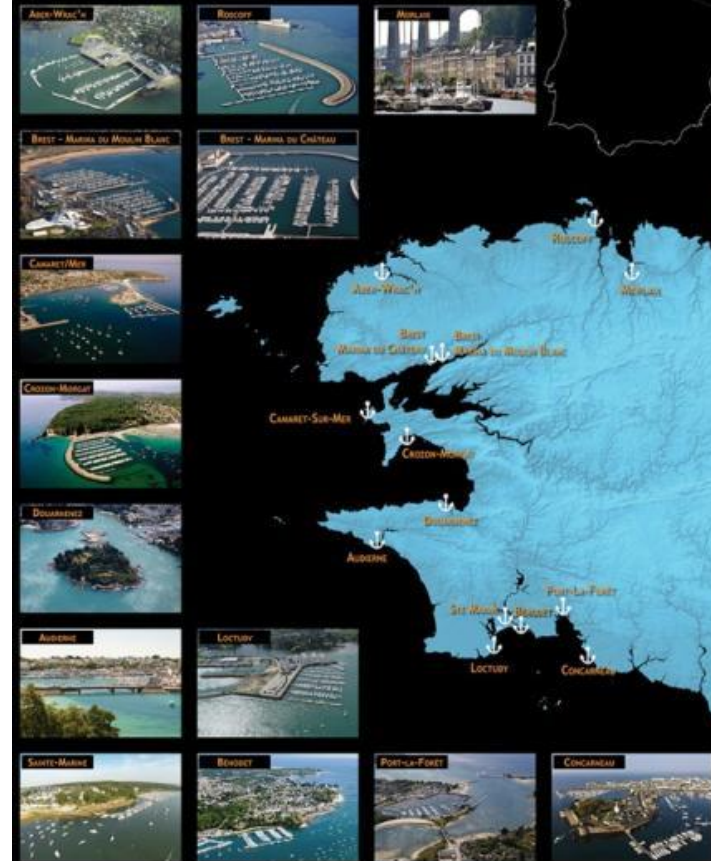 Aber-Wrac'h
Roscoff
Morlaix
Brest - Marina du Moulin Blanc
Brest - Marina du Château
Camaret/Mer
Crozon-Morgat
Douarnenez
Audierne
Loctudy
Sainte-Marine
Bénodet
Port-la-Forêt
Concarneau
Roscoff
Morlaix
Aber-Wrac'h
Brest
Marina du Château
Brest
Marina du Moulin Blanc
Camaret-Sur-Mer
Crozon-Morgat
Douarnenez
Audierne
Port-La-Forêt
Ste Marine
Bénodet
Loctudy
Concarneau